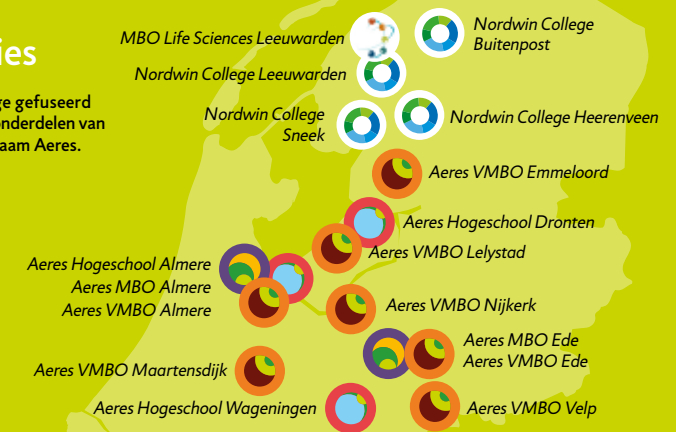 ies
ge gefuseerd
onderdelen van
aam Aeres.
MBO Life Sciences Leeuwarden
Nordwin College
Buitenpost
Nordwin College Leeuwarden
Nordwin College
Sneek
Nordwin College Heerenveen
Aeres VMBO Emmeloord
Aeres Hogeschool Dronten
Aeres VMBO Lelystad
Aeres Hogeschool Almere
Aeres MBO Almere
Aeres VMBO Almere
Aeres VMBO Nijkerk
Aeres MBO Ede
Aeres VMBO Ede
Aeres VMBO Maartensdijk
Aeres Hogeschool Wageningen
Aeres VMBO Velp